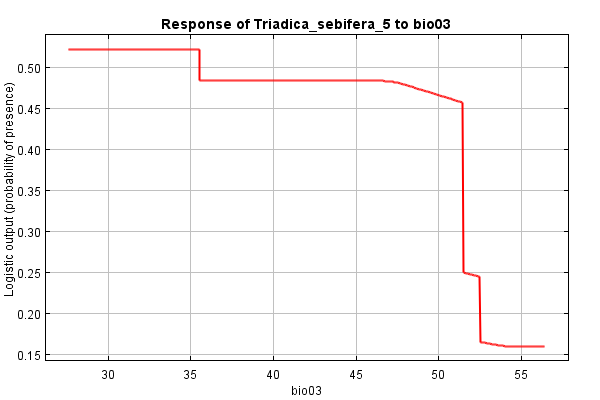 Response of Triadica_sebifera_5 to bio03
Logistic output (probability of presence)
0.50
0.45
0.40
0.35
0.30
0.25
0.20
0.15
30 35 40 45 50 55
bio03